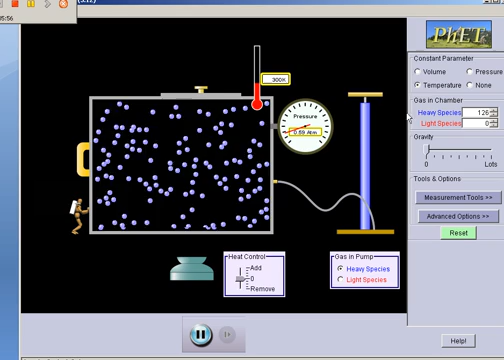 5:56
300K
Pressure
0.59 Atm
Heat Control
Add
0
Remove
Gas in Pump
Heavy Species
Light Species
PhET
Constant Parameter
Volume
Pressure
Temperature
None
Gas in Chamber
Heavy Species 126
Light Species 0
Gravity
0 Lots
Tools & Options
Measurement Tools >>
Advanced Options >>
Reset
Help!